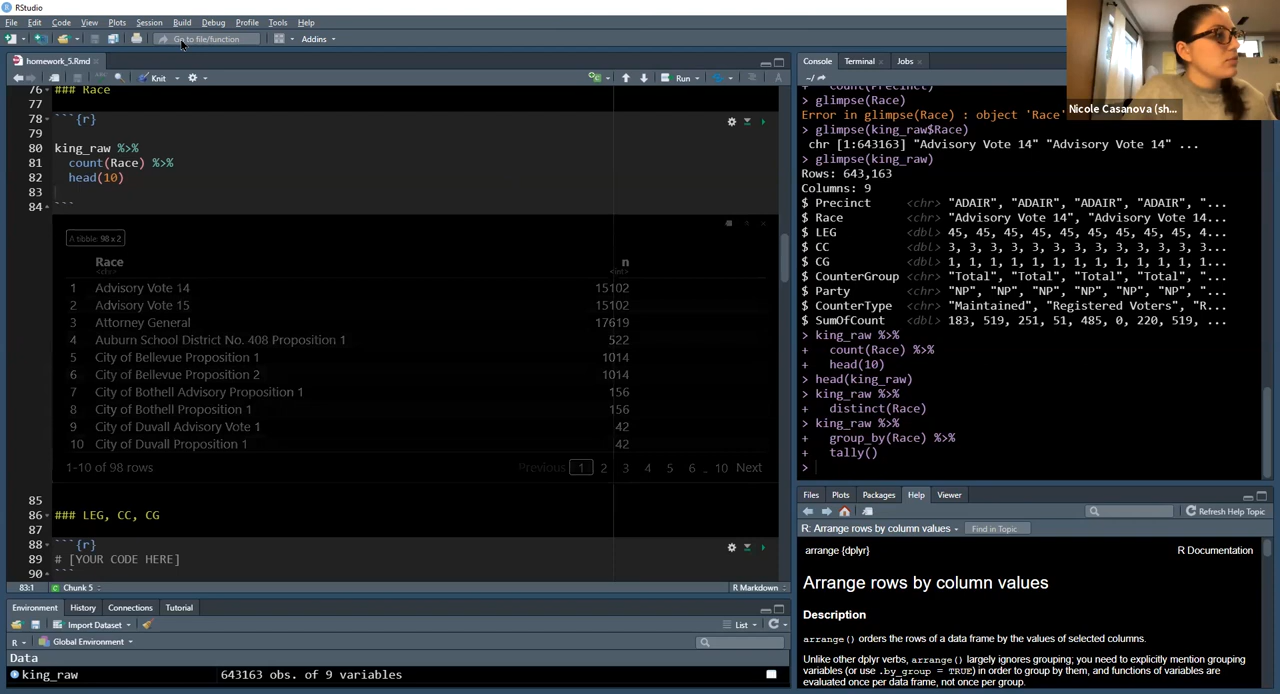 RStudio
File Edit Code View Plots Session Build Debug Profile Tools Help
Go to file/function Addins
homework_5.Rmd
Knit Run
76 ### Race
77
78 ```{r}
79
80 king_raw %>%
81 count(Race) %>%
82 head(10)
83
84 ```
A tibble: 98 x 2
Race n
<chr> <int>
1 Advisory Vote 14 15102
2 Advisory Vote 15 15102
3 Attorney General 17619
4 Auburn School District No. 408 Proposition 1 522
5 City of Bellevue Proposition 1 1014
6 City of Bellevue Proposition 2 1014
7 City of Bothell Advisory Proposition 1 156
8 City of Bothell Proposition 1 156
9 City of Duvall Advisory Vote 1 42
10 City of Duvall Proposition 1 42
1-10 of 98 rows Previous 1 2 3 4 5 6 .. 10 Next
85
86 ### LEG, CC, CG
87
88 ```{r}
89 # [YOUR CODE HERE]
90 ```
83:1 Chunk 5 R Markdown
Environment History Connections Tutorial
Import Dataset List
R Global Environment
Data
king_raw 643163 obs. of 9 variables
Console Terminal Jobs
~/
+ count(Precinct)
> glimpse(Race)
Error in glimpse(Race) : object 'Race'
> glimpse(king_raw$Race)
chr [1:643163] "Advisory Vote 14" "Advisory Vote 14" ...
> glimpse(king_raw)
Rows: 643,163
Columns: 9
$ Precinct <chr> "ADAIR", "ADAIR", "ADAIR", "ADAIR", "...
$ Race <chr> "Advisory Vote 14", "Advisory Vote 14...
$ LEG <dbl> 45, 45, 45, 45, 45, 45, 45, 45, 4...
$ CC <dbl> 3, 3, 3, 3, 3, 3, 3, 3, 3, 3, 3, ...
$ CG <dbl> 1, 1, 1, 1, 1, 1, 1, 1, 1, 1, 1, ...
$ CounterGroup <chr> "Total", "Total", "Total", "Total", "...
$ Party <chr> "NP", "NP", "NP", "NP", "NP", "NP", "...
$ CounterType <chr> "Maintained", "Registered Voters", "R...
$ SumOfCount <dbl> 183, 519, 251, 51, 485, 0, 220, 519, ...
> king_raw %>%
+ count(Race) %>%
+ head(10)
> head(king_raw)
> king_raw %>%
+ distinct(Race)
> king_raw %>%
+ group_by(Race) %>%
+ tally()
>
Nicole Casanova (sh...
Files Plots Packages Help Viewer
Refresh Help Topic
R: Arrange rows by column values Find in Topic
arrange {dplyr} R Documentation
Arrange rows by column values
Description
arrange() orders the rows of a data frame by the values of selected columns.
Unlike other dplyr verbs, arrange() largely ignores grouping; you need to explicitly mention grouping
variables (or use .by_group = TRUE) in order to group by them, and functions of variables are
evaluated once per data frame, not once per group.